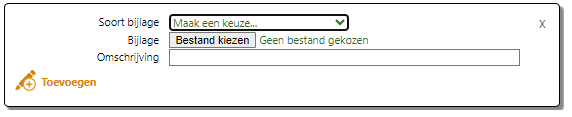 Soort bijlage Maak een keuze... X
Bijlage Bestand kiezen Geen bestand gekozen
Omschrijving
Toevoegen